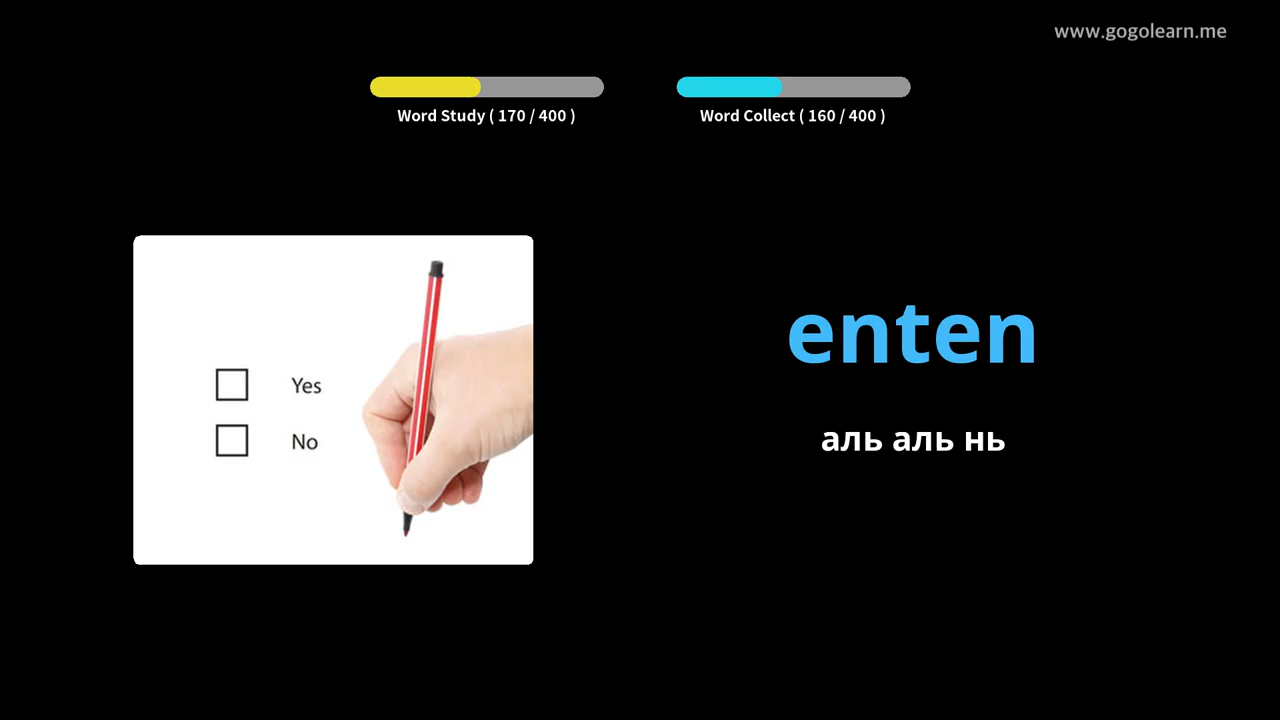 www.gogolearn.me
Word Study ( 170 / 400 )
Word Collect ( 160 / 400 )
Yes
No
enten
аль аль нь